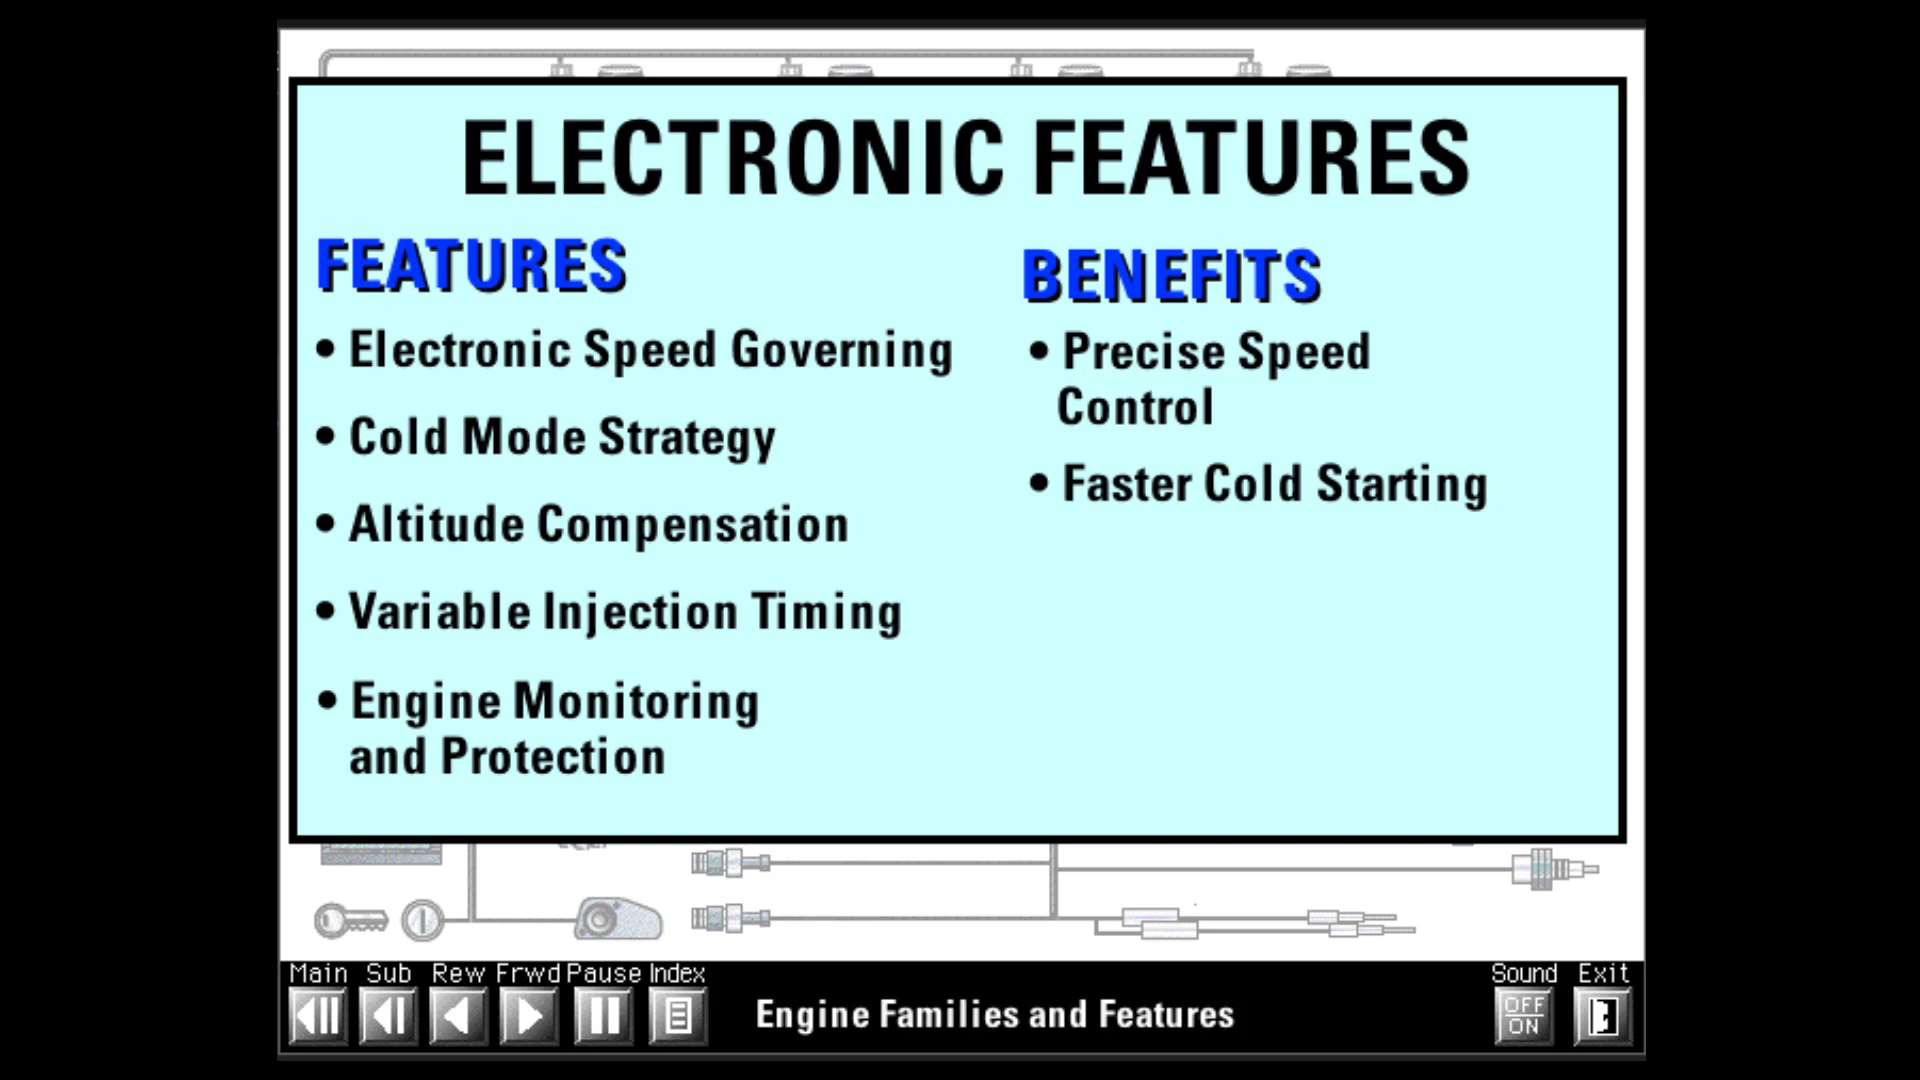 ELECTRONIC FEATURES
FEATURES
• Electronic Speed Governing
• Cold Mode Strategy
• Altitude Compensation
• Variable Injection Timing
• Engine Monitoring
and Protection
BENEFITS
• Precise Speed
Control
• Faster Cold Starting
Main Sub Rew Frwd Pause Index
Engine Families and Features
Sound Exit
OFF
ON